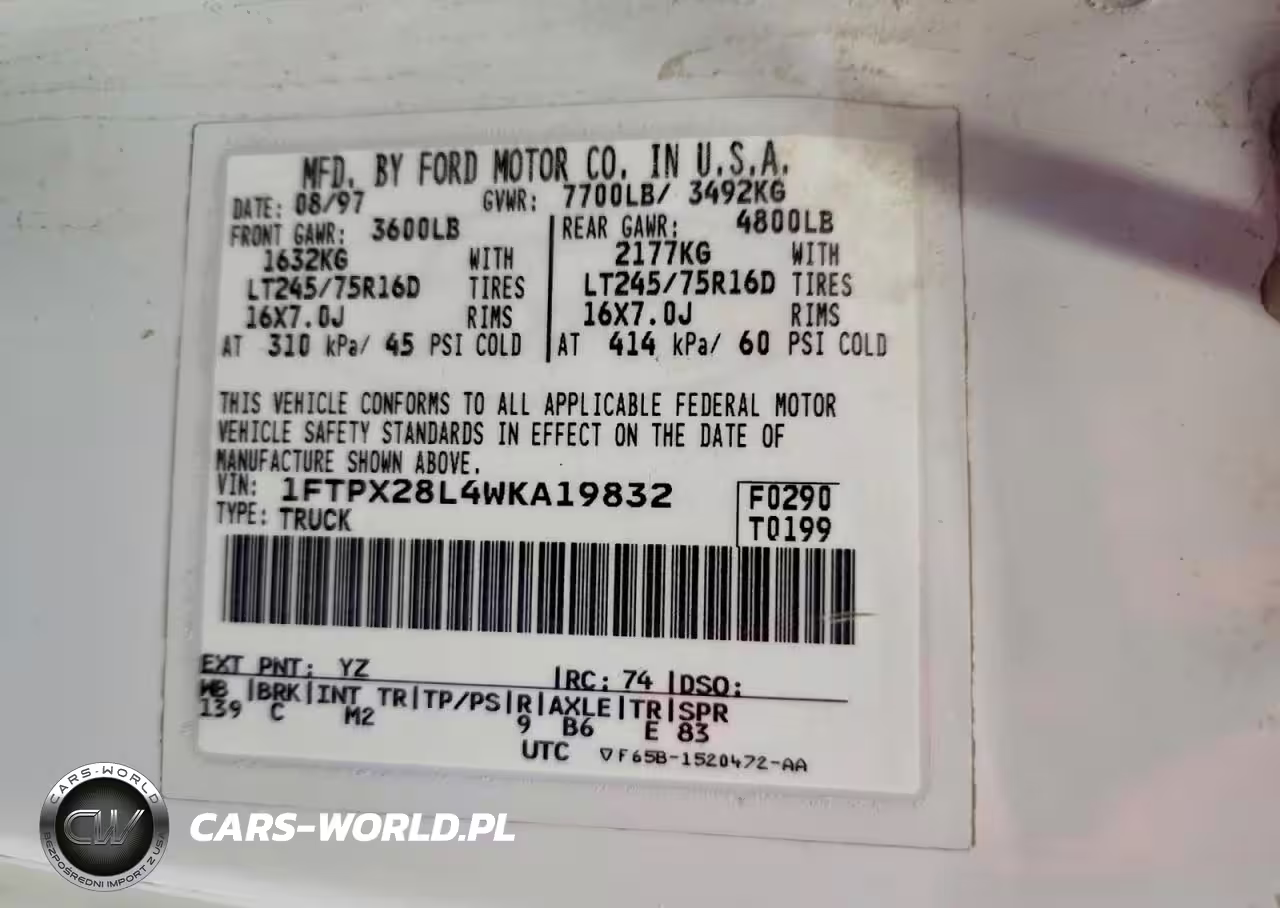 MFD. BY FORD MOTOR CO. IN U.S.A.
DATE: 08/97 GVWR: 7700LB/ 3492KG
FRONT GAWR: 3600LB REAR GAWR: 4800LB
1632KG WITH 2177KG WITH
LT245/75R16D TIRES LT245/75R16D TIRES
16X7.0J RIMS 16X7.0J RIMS
AT 310 kPa/ 45 PSI COLD AT 414 kPa/ 60 PSI COLD
THIS VEHICLE CONFORMS TO ALL APPLICABLE FEDERAL MOTOR
VEHICLE SAFETY STANDARDS IN EFFECT ON THE DATE OF
MANUFACTURE SHOWN ABOVE.
VIN: 1FTPX28L4WKA19832 F0290
TYPE: TRUCK T0199
EXT PNT: YZ |RC: 74 |DSO:
WB |BRK|INT TR|TP/PS|R|AXLE|TR|SPR
139 C M2 9 B6 E 83
UTC ▽F65B-1520472-AA
CARS-WORLD
CW
BEZPOŚREDNI IMPORT Z USA
CARS-WORLD.PL